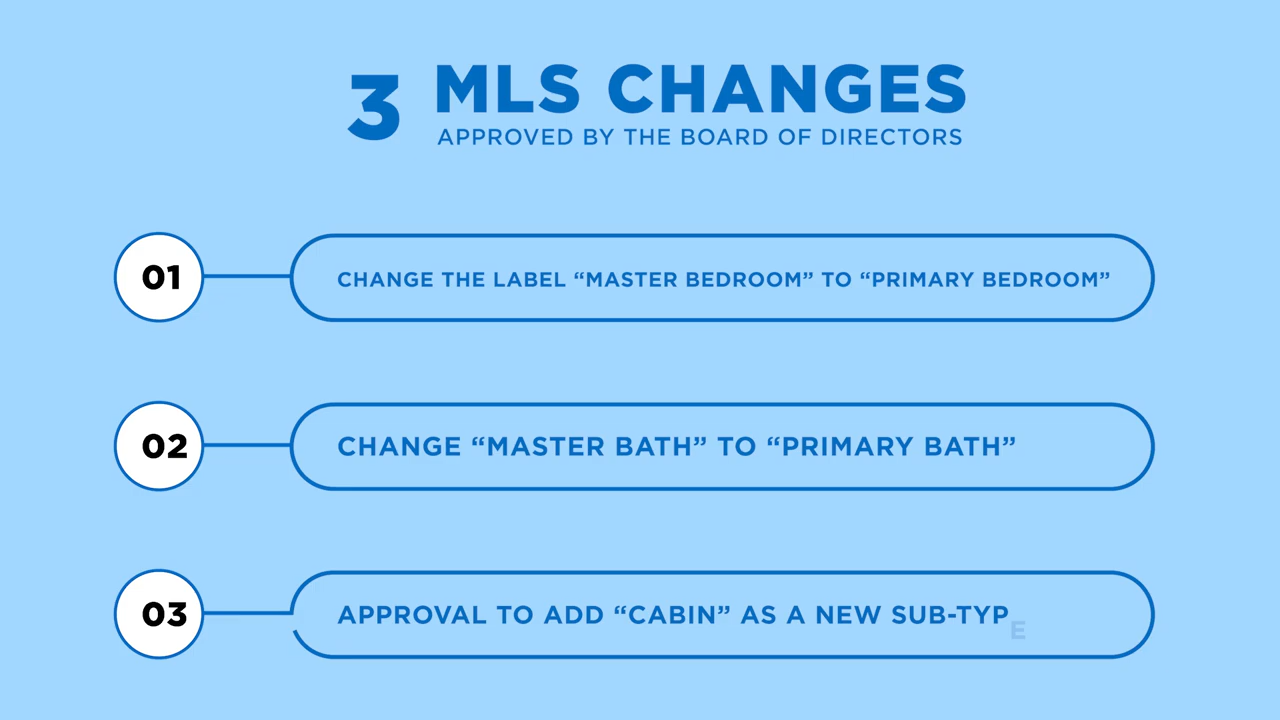 3 MLS CHANGES
APPROVED BY THE BOARD OF DIRECTORS
01
CHANGE THE LABEL “MASTER BEDROOM” TO “PRIMARY BEDROOM”
02
CHANGE “MASTER BATH” TO “PRIMARY BATH”
03
APPROVAL TO ADD “CABIN” AS A NEW SUB-TYPE